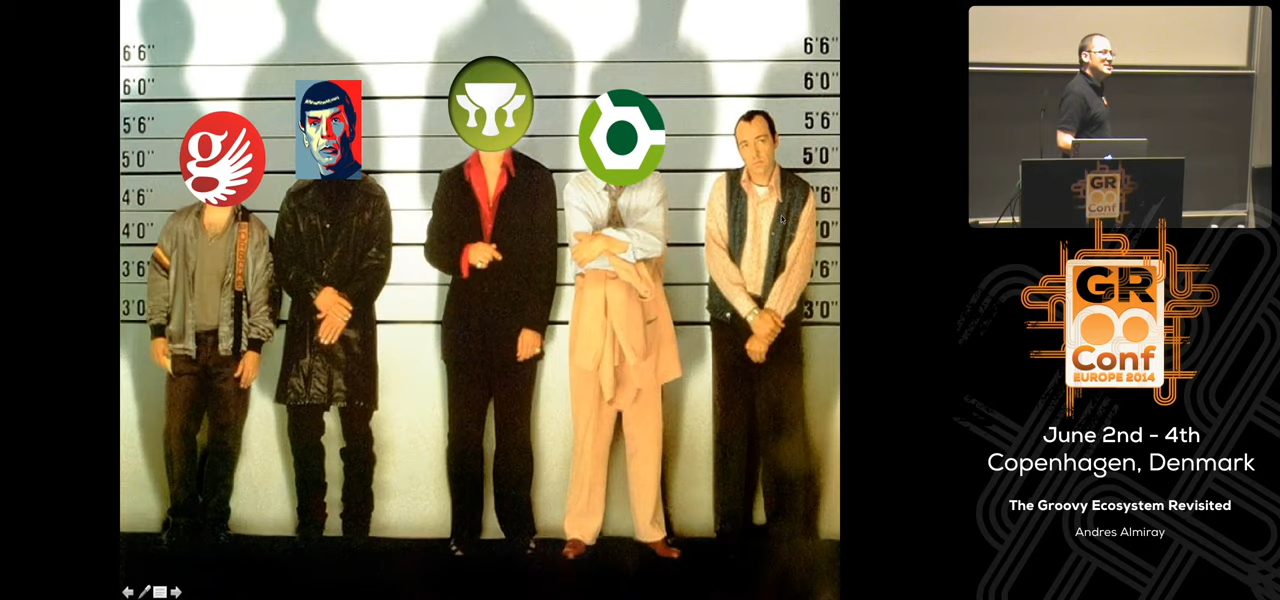 6'6"
6'0"
5'6"
5'0"
4'6"
4'0"
3'6"
3'0
6'6"
6'0"
5'6"
5'0"
'6"
'0"
'6"
3'0"
g
GR
Conf
GR
Conf
EUROPE 2014
June 2nd - 4th
Copenhagen, Denmark
The Groovy Ecosystem Revisited
Andres Almiray